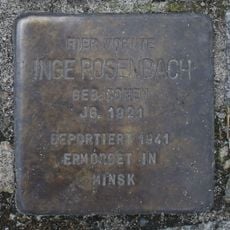 HIER WOHNTE
INGE ROSENBACH
GEB. COHEN
JG. 1921
DEPORTIERT 1941
ERMORDET IN
MINSK